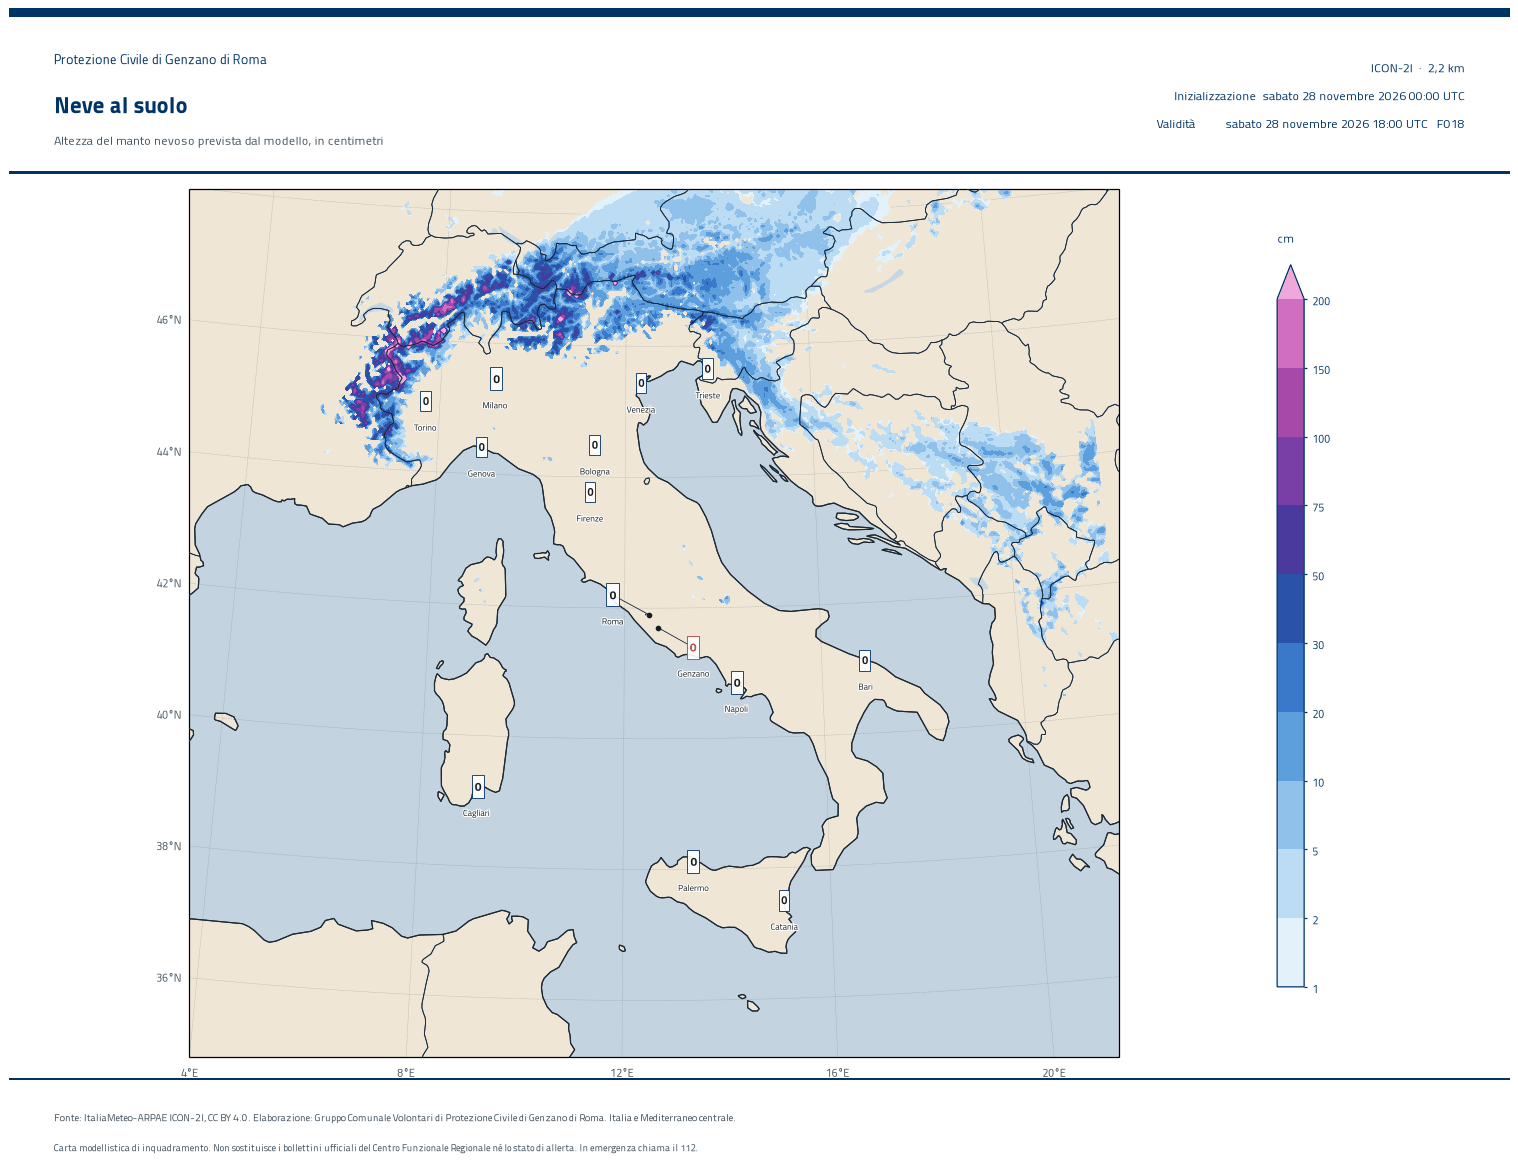 Protezione Civile di Genzano di Roma
Neve al suolo
Altezza del manto nevoso prevista dal modello, in centimetri
ICON-2I · 2,2 km
Inizializzazione sabato 28 novembre 2026 00:00 UTC
Validità sabato 28 novembre 2026 18:00 UTC F018
cm
200
150
100
75
50
30
20
10
5
2
1
46°N
44°N
42°N
40°N
38°N
36°N
4°E
8°E
12°E
16°E
20°E
0
Torino
0
Milano
0
Venezia
0
Trieste
0
Genova
0
Bologna
0
Firenze
0
Roma
0
Genzano
0
Napoli
0
Bari
0
Cagliari
0
Palermo
0
Catania
Fonte: ItaliaMeteo-ARPAE ICON-2I, CC BY 4.0. Elaborazione: Gruppo Comunale Volontari di Protezione Civile di Genzano di Roma. Italia e Mediterraneo centrale.
Carta modellistica di inquadramento. Non sostituisce i bollettini ufficiali del Centro Funzionale Regionale né lo stato di allerta. In emergenza chiama il 112.